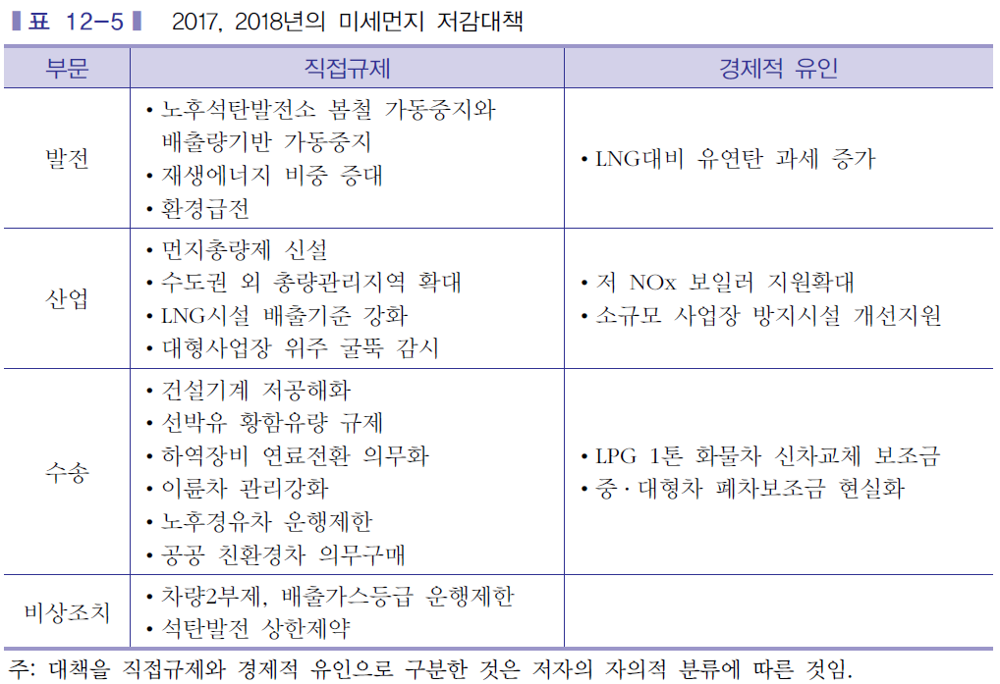 표 12-5 2017, 2018년의 미세먼지 저감대책
부문 직접규제 경제적 유인
발전
• 노후석탄발전소 봄철 가동중지와
배출량기반 가동중지
• 재생에너지 비중 증대
• 환경급전
• LNG대비 유연탄 과세 증가
산업
• 먼지총량제 신설
• 수도권 외 총량관리지역 확대
• LNG시설 배출기준 강화
• 대형사업장 위주 굴뚝 감시
• 저 NOx 보일러 지원확대
• 소규모 사업장 방지시설 개선지원
수송
• 건설기계 저공해화
• 선박유 황함유량 규제
• 하역장비 연료전환 의무화
• 이륜차 관리강화
• 노후경유차 운행제한
• 공공 친환경차 의무구매
• LPG 1톤 화물차 신차교체 보조금
• 중·대형차 폐차보조금 현실화
비상조치
• 차량2부제, 배출가스등급 운행제한
• 석탄발전 상한제약
주: 대책을 직접규제와 경제적 유인으로 구분한 것은 저자의 자의적 분류에 따른 것임.